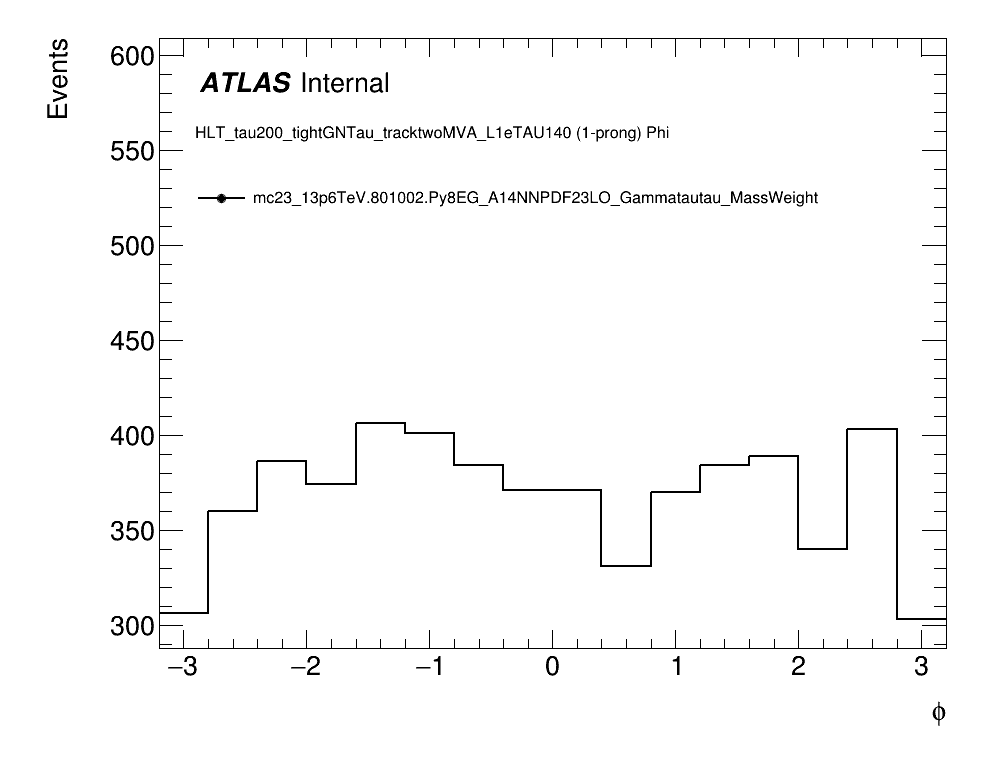 Events
600
550
500
450
400
350
300
ATLAS Internal
HLT_tau200_tightGNTau_tracktwoMVA_L1eTAU140 (1-prong) Phi
mc23_13p6TeV.801002.Py8EG_A14NNPDF23LO_Gammatautau_MassWeight
−3 −2 −1 0 1 2 3
ϕ